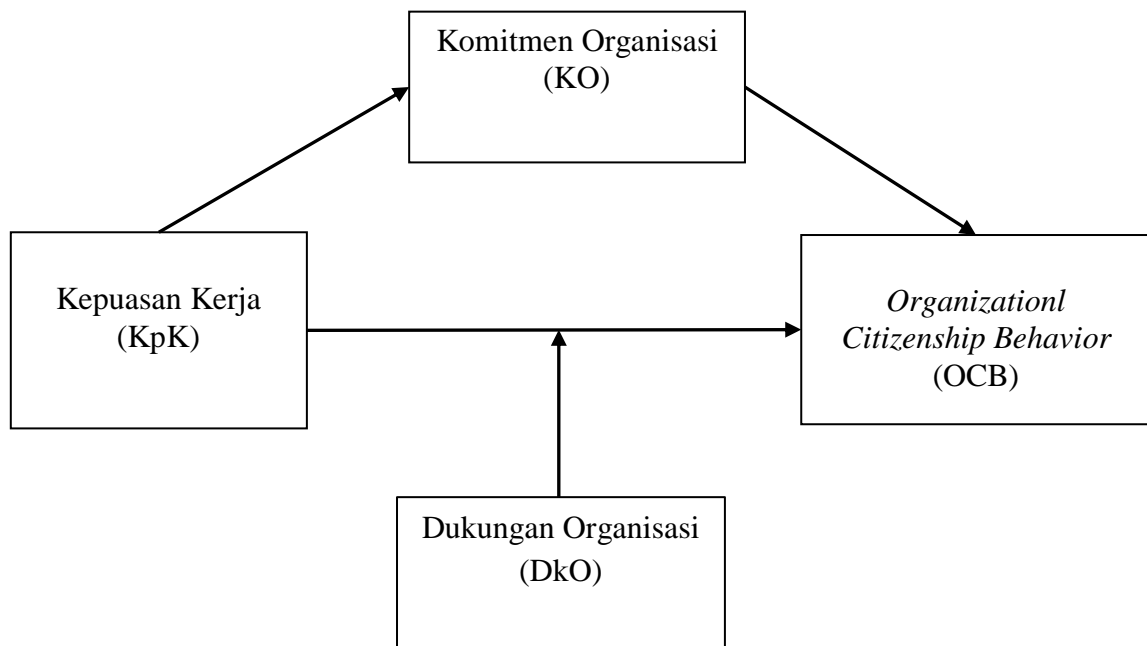 Komitmen Organisasi
(KO)
Kepuasan Kerja
(KpK)
Organizationl
Citizenship Behavior
(OCB)
Dukungan Organisasi
(DkO)